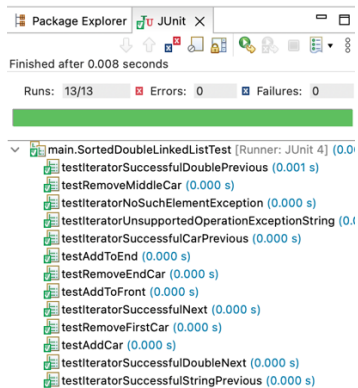 Package Explorer JUnit
Finished after 0.008 seconds
Runs: 13/13 Errors: 0 Failures: 0
main.SortedDoubleLinkedListTest [Runner: JUnit 4] (0.00
testIteratorSuccessfulDoublePrevious (0.001 s)
testRemoveMiddleCar (0.000 s)
testIteratorNoSuchElementException (0.000 s)
testIteratorUnsupportedOperationExceptionString (0.0
testIteratorSuccessfulCarPrevious (0.000 s)
testAddToEnd (0.000 s)
testRemoveEndCar (0.000 s)
testAddToFront (0.000 s)
testIteratorSuccessfulNext (0.000 s)
testRemoveFirstCar (0.000 s)
testAddCar (0.000 s)
testIteratorSuccessfulDoubleNext (0.000 s)
testIteratorSuccessfulStringPrevious (0.000 s)